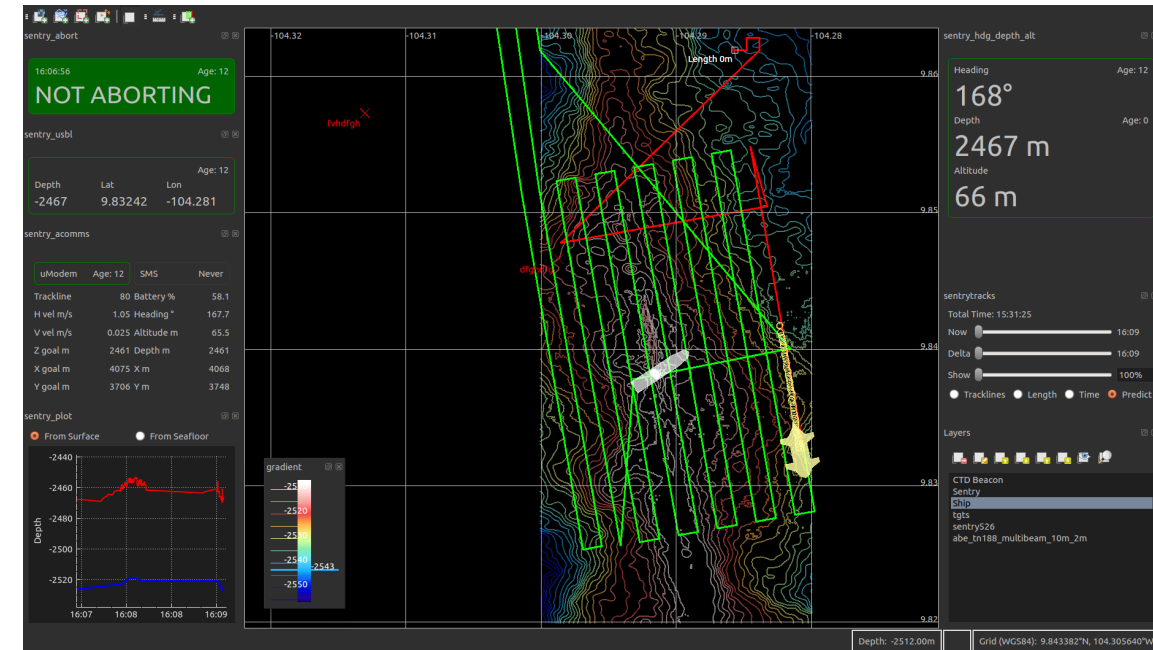 sentry_abort
16:06:56 Age: 12
NOT ABORTING
sentry_usbl
Age: 12
Depth Lat Lon
-2467 9.83242 -104.281
sentry_acomms
uModem Age: 12 SMS Never
Trackline 80 Battery % 58.1
H vel m/s 1.05 Heading ° 167.7
V vel m/s 0.025 Altitude m 65.5
Z goal m 2461 Depth m 2461
X goal m 4075 X m 4068
Y goal m 3706 Y m 3748
sentry_plot
From Surface From Seafloor
-2440
-2460
-2480
-2500
-2520
Depth
16:07 16:08 16:08 16:09
-104.32 -104.31 -104.30 -104.29 -104.28
Length 0m
9.86
fvhdfgh
9.85
9.84
9.83
9.82
gradient
-2520
-2530
-2540
-2543
-2550
sentry_hdg_depth_alt
Heading Age: 12
168°
Depth Age: 0
2467 m
Altitude
66 m
sentrytracks
Total Time: 15:31:25
Now 16:09
Delta 16:09
Show 100%
Tracklines Length Time Predict
Layers
CTD Beacon
Sentry
Ship
tgts
sentry526
abe_tn188_multibeam_10m_2m
Depth: -2512.00m Grid (WGS84): 9.843382°N, 104.305640°W